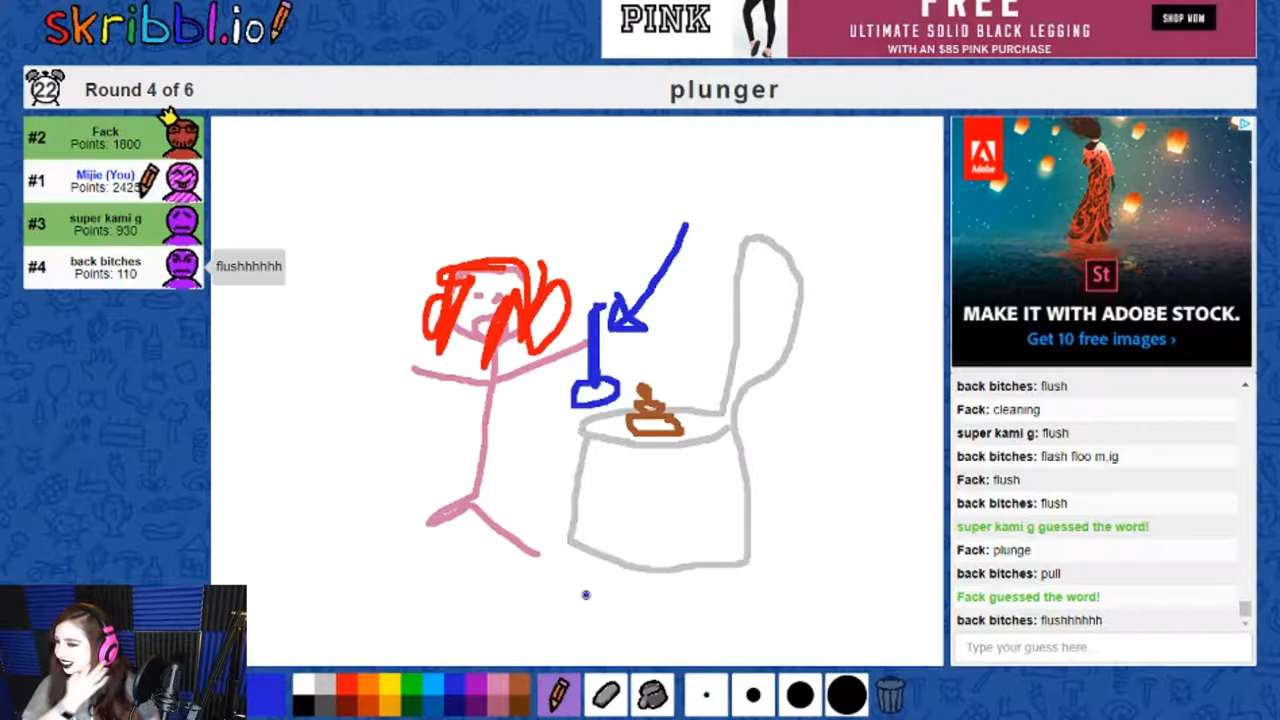 skribbl.io
PINK
FREE
ULTIMATE SOLID BLACK LEGGING
WITH AN $85 PINK PURCHASE
SHOP NOW
22
Round 4 of 6
plunger
#2
Fack
Points: 1800
#1
Mijie (You)
Points: 2425
#3
super kami g
Points: 930
#4
back bitches
Points: 110
flushhhhhh
Adobe
St
MAKE IT WITH ADOBE STOCK.
Get 10 free images ›
back bitches: flush
Fack: cleaning
super kami g: flush
back bitches: flash floo m,ig
Fack: flush
back bitches: flush
super kami g guessed the word!
Fack: plunge
back bitches: pull
Fack guessed the word!
back bitches: flushhhhhh
Type your guess here...